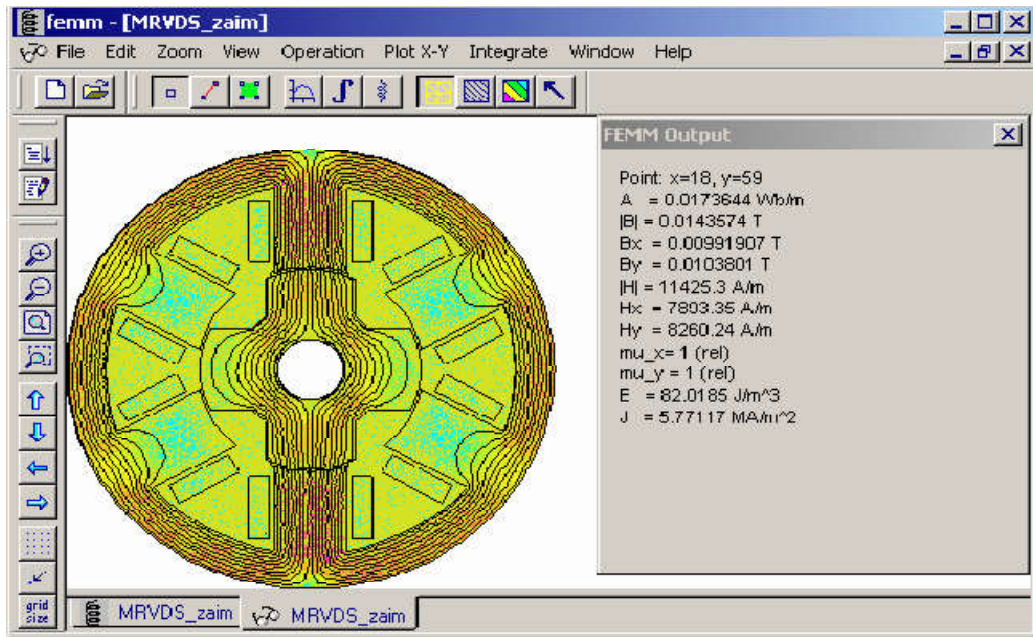 femm - [MRVDS_zaim]
File Edit Zoom View Operation Plot X-Y Integrate Window Help
FEMM Output
Point: x=18, y=59
A = 0.0173644 Wb/m
|B| = 0.0143574 T
Bx = 0.00991907 T
By = 0.0103801 T
|H| = 11425.3 A/m
Hx = 7893.35 A/m
Hy = 8260.24 A/m
mu_x= 1 (rel)
mu_y = 1 (rel)
E = 82.0185 J/m^3
J = 5.77117 MA/m^2
grid
size
MRVDS_zaim MRVDS_zaim